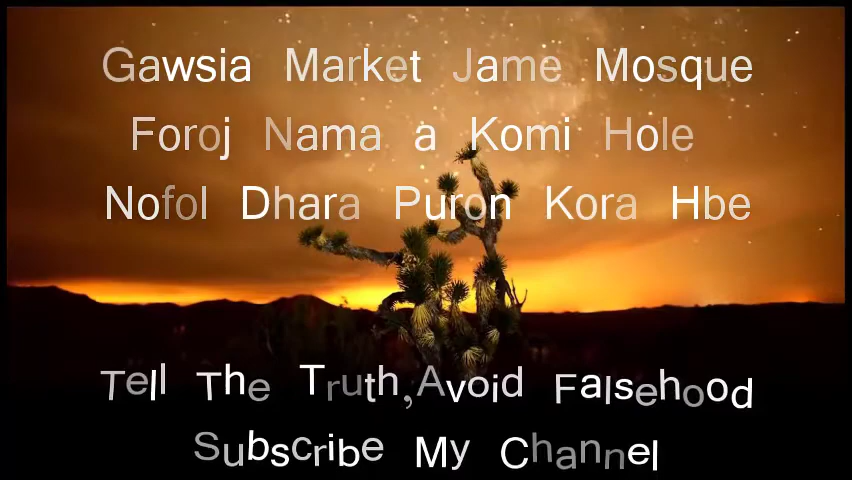 Gawsia Market Jame Mosque
Foroj Nama a Komi Hole
Nofol Dhara Puron Kora Hbe
Tell The Truth,Avoid Falsehood
Subscribe My Channel